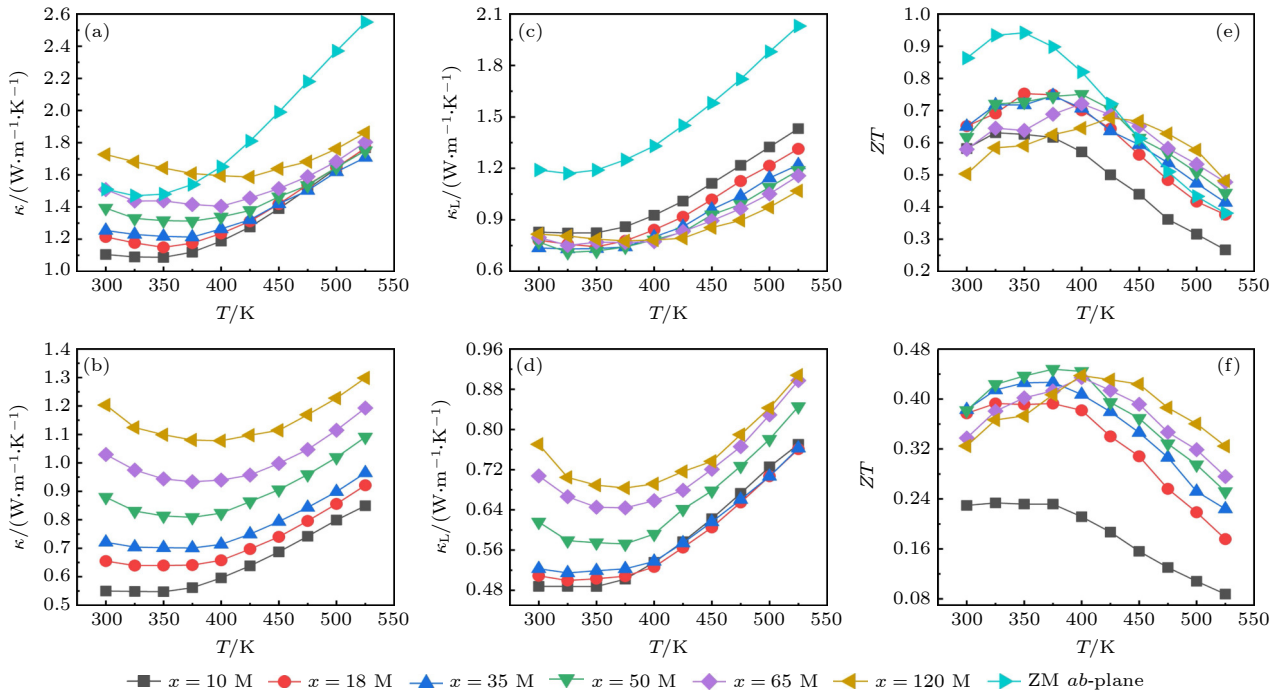 (a)
κ/(W·m⁻¹·K⁻¹)
2.6
2.4
2.2
2.0
1.8
1.6
1.4
1.2
1.0
300 350 400 450 500 550
T/K
(c)
κL/(W·m⁻¹·K⁻¹)
2.1
1.8
1.5
1.2
0.9
0.6
300 350 400 450 500 550
T/K
(e)
ZT
1.0
0.9
0.8
0.7
0.6
0.5
0.4
0.3
0.2
300 350 400 450 500 550
T/K
(b)
κ/(W·m⁻¹·K⁻¹)
1.4
1.3
1.2
1.1
1.0
0.9
0.8
0.7
0.6
0.5
300 350 400 450 500 550
T/K
(d)
κL/(W·m⁻¹·K⁻¹)
0.96
0.88
0.80
0.72
0.64
0.56
0.48
300 350 400 450 500 550
T/K
(f)
ZT
0.48
0.40
0.32
0.24
0.16
0.08
300 350 400 450 500 550
T/K
x = 10 M x = 18 M x = 35 M x = 50 M x = 65 M x = 120 M ZM ab-plane